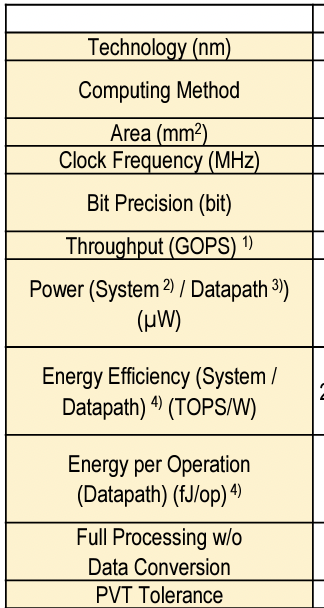 Technology (nm)
Computing Method
Area (mm²)
Clock Frequency (MHz)
Bit Precision (bit)
Throughput (GOPS) ¹⁾
Power (System ²⁾ / Datapath ³⁾)
(µW)
Energy Efficiency (System /
Datapath) ⁴⁾ (TOPS/W)
2
Energy per Operation
(Datapath) (fJ/op) ⁴⁾
Full Processing w/o
Data Conversion
PVT Tolerance